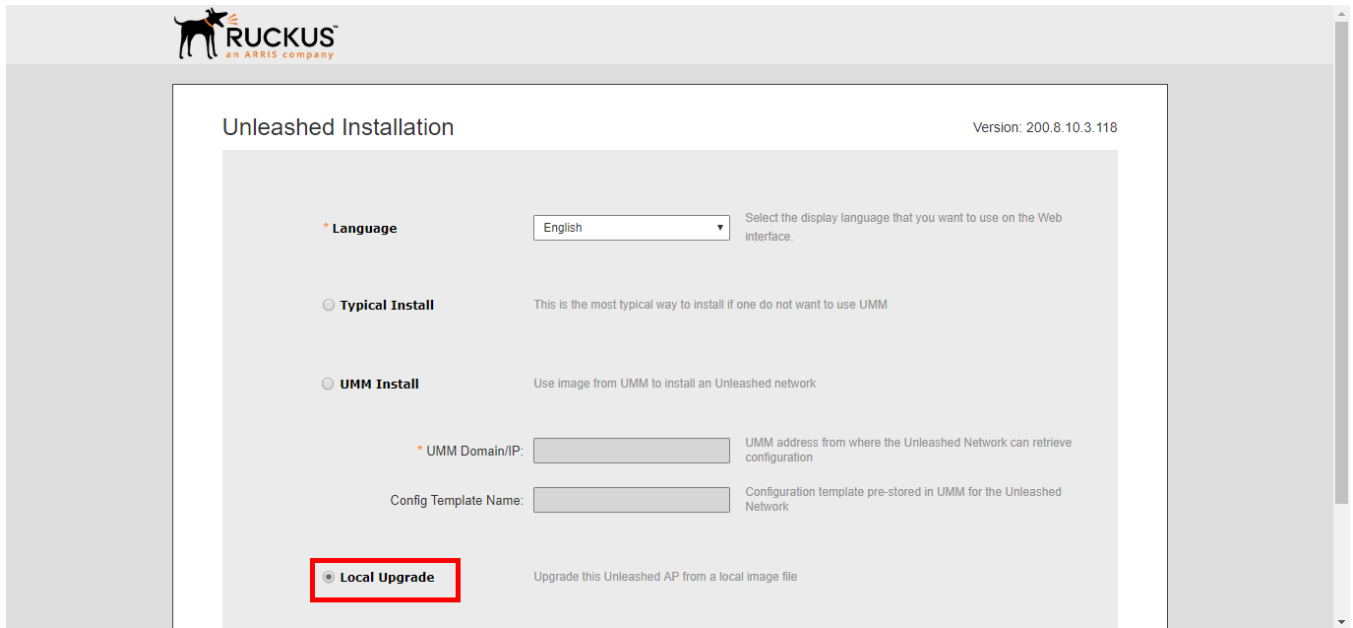 RUCKUS™
an ARRIS company
Unleashed Installation
Version: 200.8.10.3.118
* Language
English
Select the display language that you want to use on the Web
interface.
Typical Install
This is the most typical way to install if one do not want to use UMM
UMM Install
Use image from UMM to install an Unleashed network
* UMM Domain/IP:
UMM address from where the Unleashed Network can retrieve
configuration
Config Template Name:
Configuration template pre-stored in UMM for the Unleashed
Network
Local Upgrade
Upgrade this Unleashed AP from a local image file